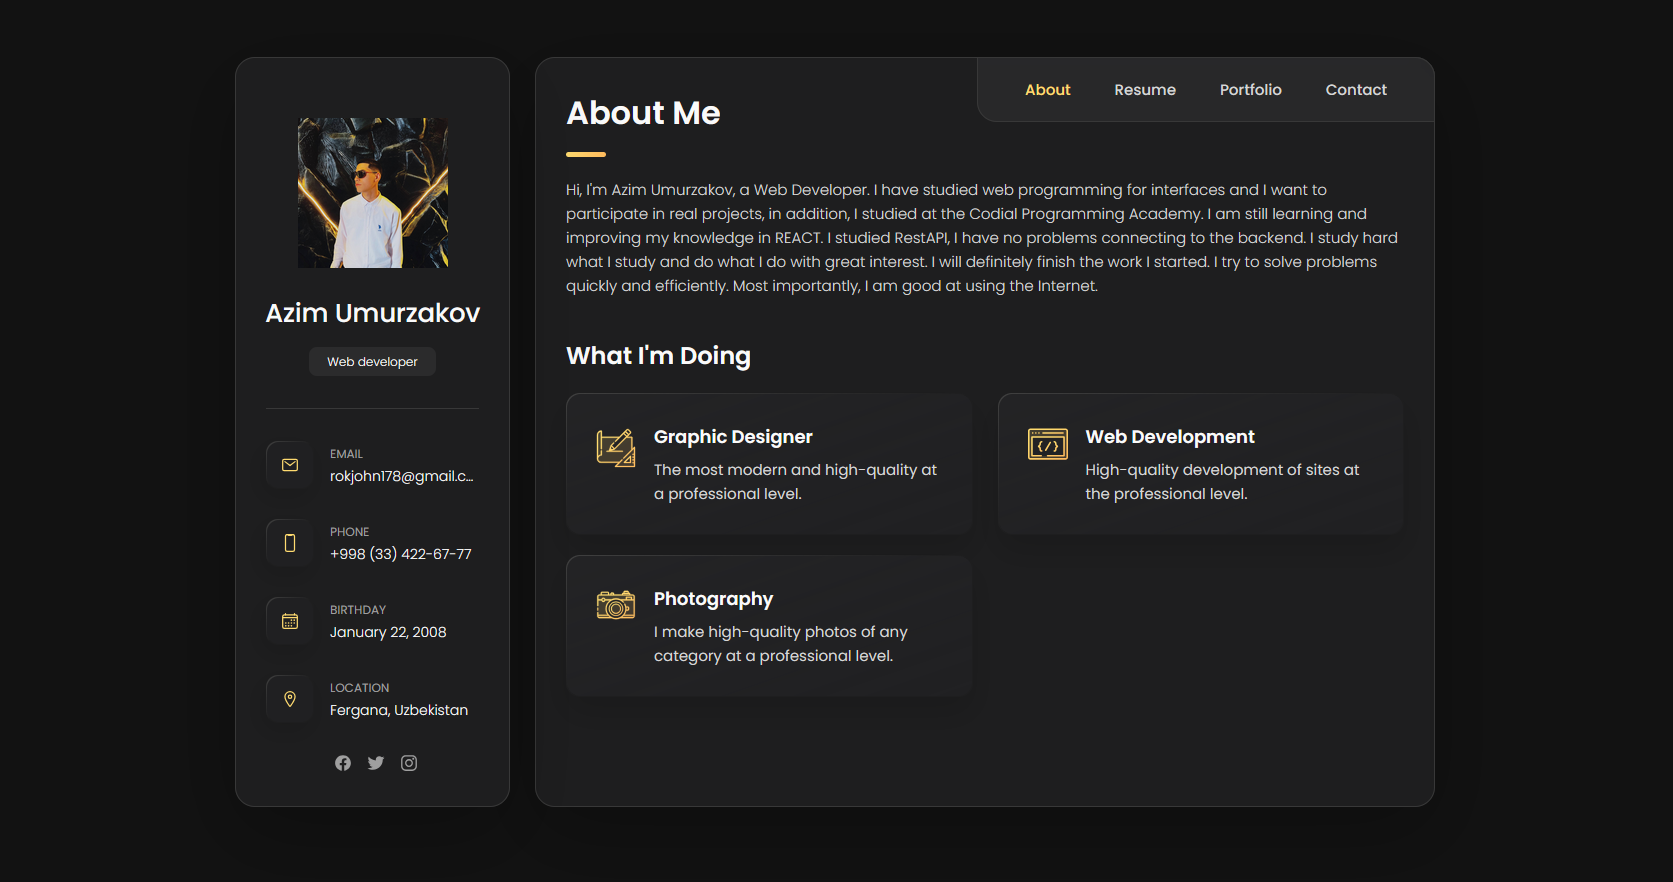 Azim Umurzakov
Web developer
EMAIL
rokjohn178@gmail.c...
PHONE
+998 (33) 422-67-77
BIRTHDAY
January 22, 2008
LOCATION
Fergana, Uzbekistan
About Resume Portfolio Contact
About Me
Hi, I'm Azim Umurzakov, a Web Developer. I have studied web programming for interfaces and I want to
participate in real projects, in addition, I studied at the Codial Programming Academy. I am still learning and
improving my knowledge in REACT. I studied RestAPI, I have no problems connecting to the backend. I study hard
what I study and do what I do with great interest. I will definitely finish the work I started. I try to solve problems
quickly and efficiently. Most importantly, I am good at using the Internet.
What I'm Doing
Graphic Designer
The most modern and high-quality at
a professional level.
Web Development
High-quality development of sites at
the professional level.
Photography
I make high-quality photos of any
category at a professional level.